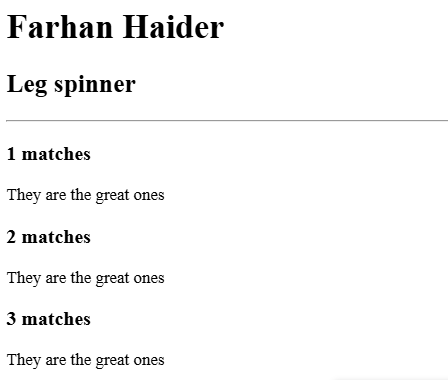 Farhan Haider
Leg spinner
1 matches
They are the great ones
2 matches
They are the great ones
3 matches
They are the great ones